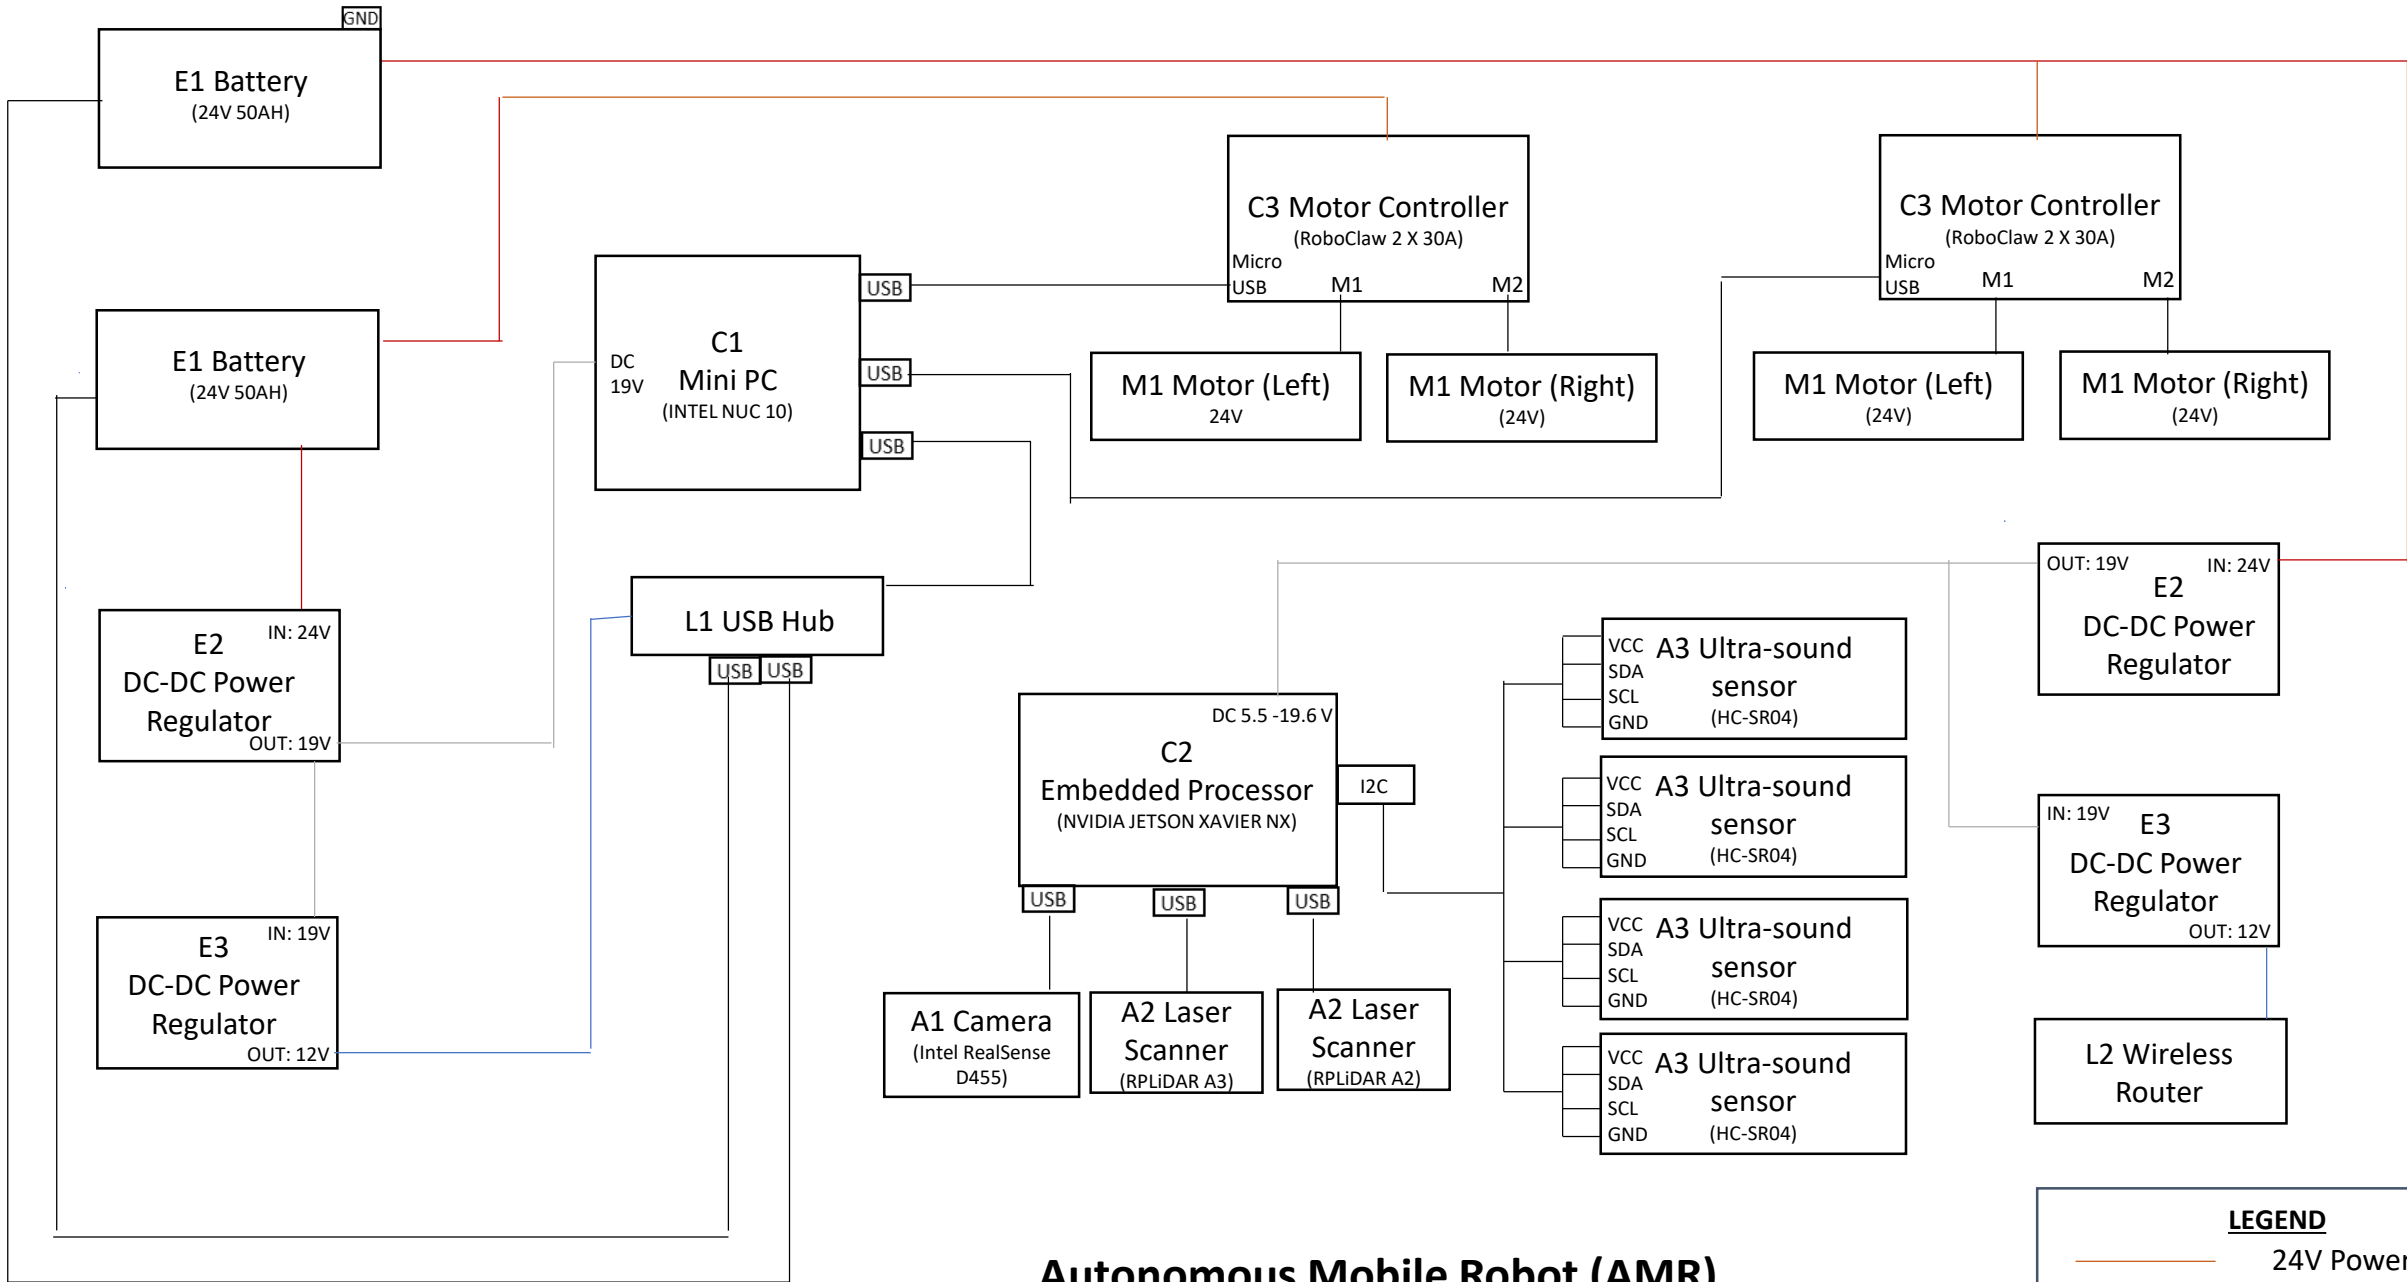 GND
E1 Battery
(24V 50AH)
E1 Battery
(24V 50AH)
C1
Mini PC
(INTEL NUC 10)
DC
19V
USB
USB
USB
C3 Motor Controller
(RoboClaw 2 X 30A)
Micro
USB
M1
M2
M1 Motor (Left)
24V
M1 Motor (Right)
(24V)
C3 Motor Controller
(RoboClaw 2 X 30A)
Micro
USB
M1
M2
M1 Motor (Left)
(24V)
M1 Motor (Right)
(24V)
IN: 24V
E2
DC-DC Power
Regulator
OUT: 19V
L1 USB Hub
USB
USB
IN: 19V
E3
DC-DC Power
Regulator
OUT: 12V
DC 5.5 -19.6 V
C2
Embedded Processor
(NVIDIA JETSON XAVIER NX)
I2C
USB
USB
USB
A1 Camera
(Intel RealSense
D455)
A2 Laser
Scanner
(RPLiDAR A3)
A2 Laser
Scanner
(RPLiDAR A2)
VCC
SDA
SCL
GND
A3 Ultra-sound
sensor
(HC-SR04)
VCC
SDA
SCL
GND
A3 Ultra-sound
sensor
(HC-SR04)
VCC
SDA
SCL
GND
A3 Ultra-sound
sensor
(HC-SR04)
VCC
SDA
SCL
GND
A3 Ultra-sound
sensor
(HC-SR04)
OUT: 19V
IN: 24V
E2
DC-DC Power
Regulator
IN: 19V
E3
DC-DC Power
Regulator
OUT: 12V
L2 Wireless
Router
Autonomous Mobile Robot (AMR)
LEGEND
24V Power